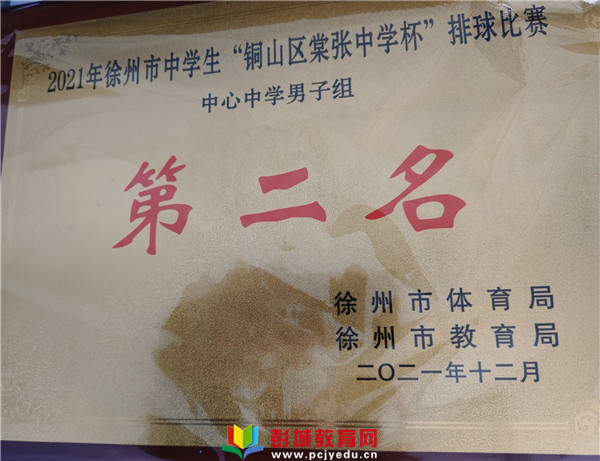 2021年徐州市中学生“铜山区棠张中学杯”排球比赛
中心中学男子组
第二名
徐州市体育局
徐州市教育局
二〇二一年十二月
彭城教育网
www.pcjyedu.cn